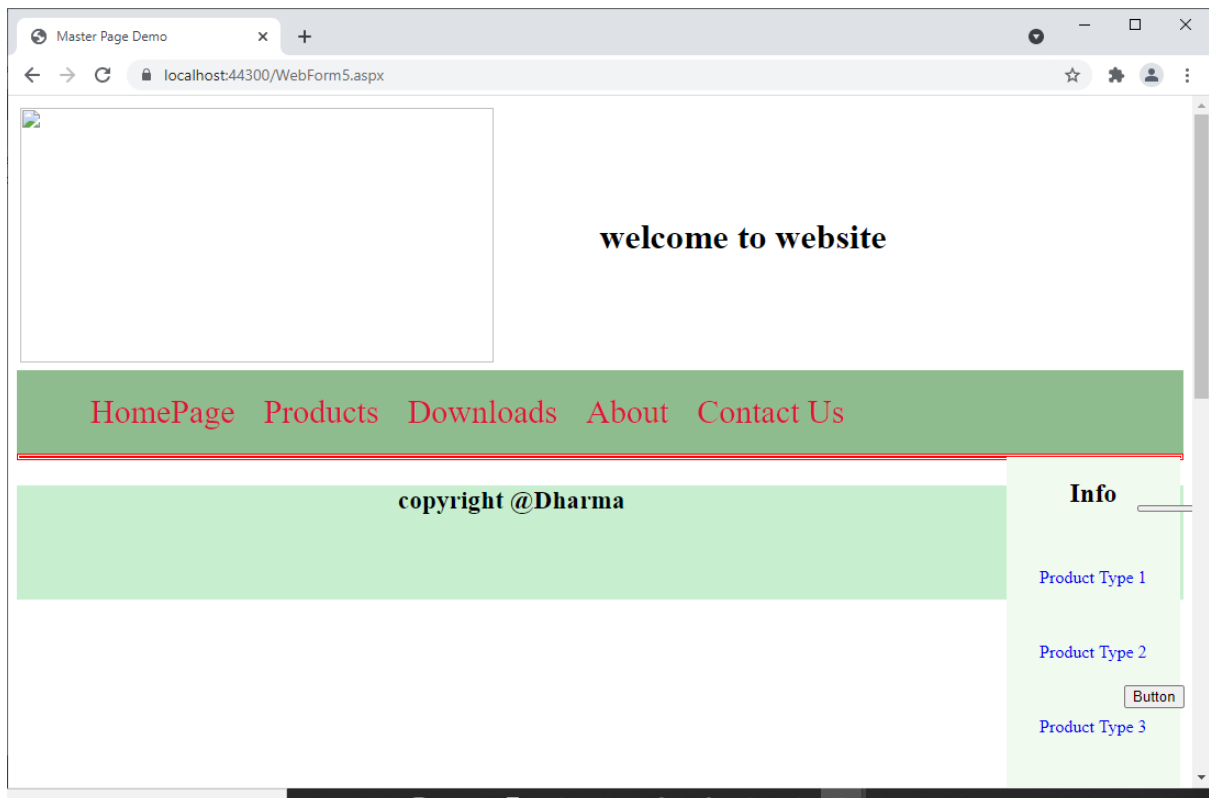 Master Page Demo
localhost:44300/WebForm5.aspx
welcome to website
HomePage Products Downloads About Contact Us
copyright @Dharma
Info
Product Type 1
Product Type 2
Button
Product Type 3